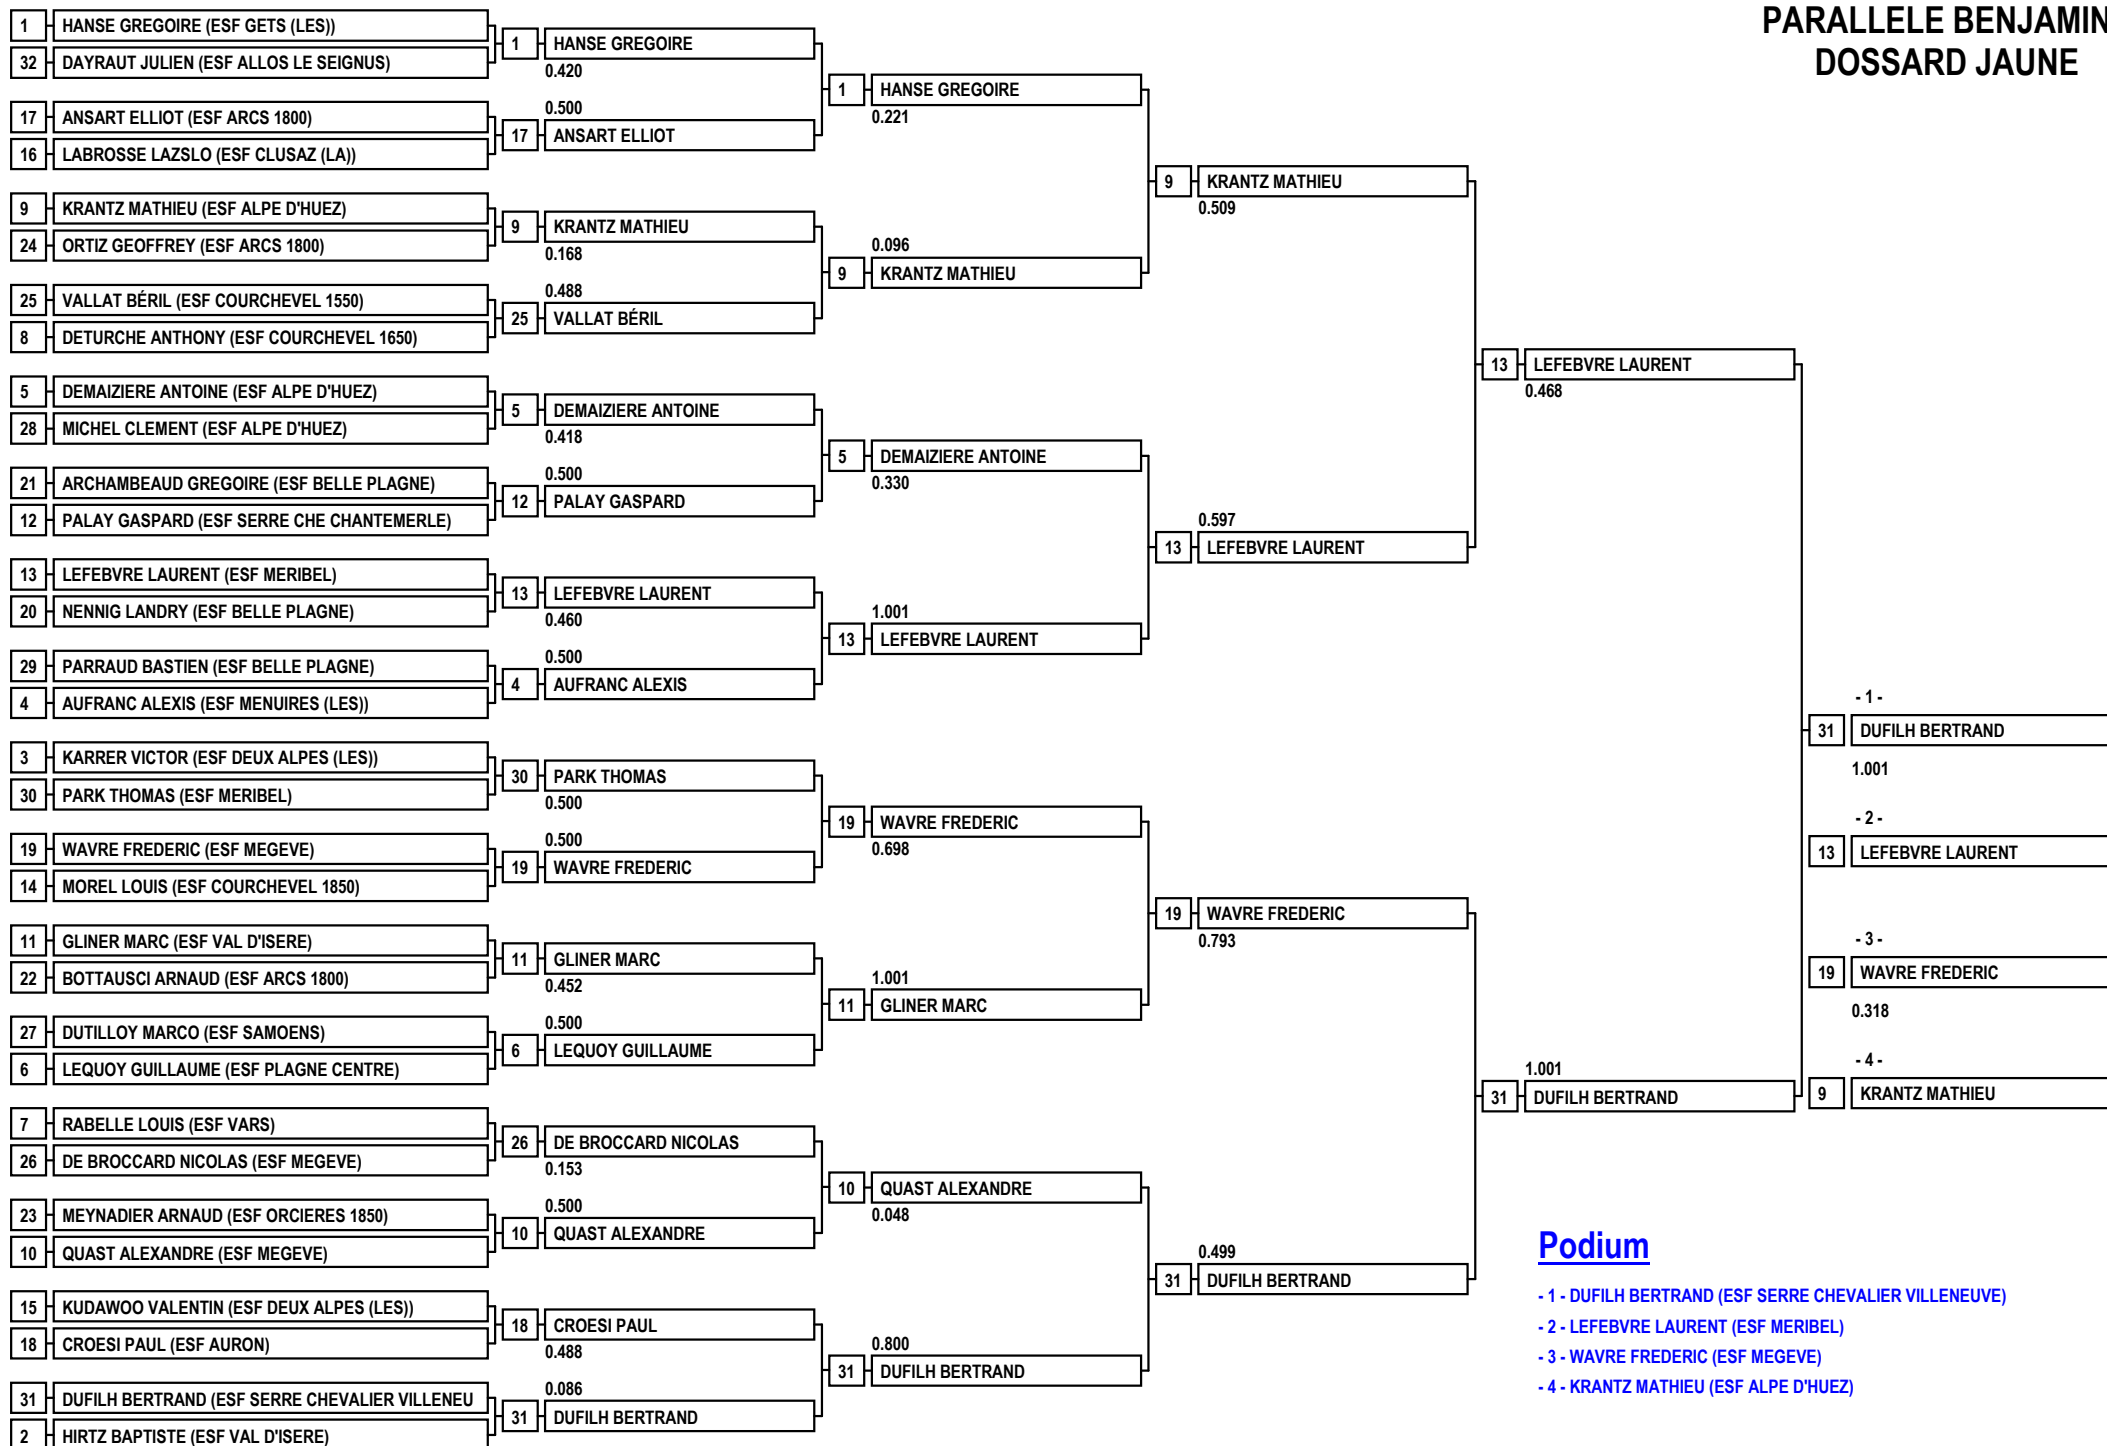 PARALLELE BENJAMIN
DOSSARD JAUNE
1 HANSE GREGOIRE (ESF GETS (LES))
32 DAYRAUT JULIEN (ESF ALLOS LE SEIGNUS)
17 ANSART ELLIOT (ESF ARCS 1800)
16 LABROSSE LAZSLO (ESF CLUSAZ (LA))
9 KRANTZ MATHIEU (ESF ALPE D'HUEZ)
24 ORTIZ GEOFFREY (ESF ARCS 1800)
25 VALLAT BÉRIL (ESF COURCHEVEL 1550)
8 DETURCHE ANTHONY (ESF COURCHEVEL 1650)
5 DEMAIZIERE ANTOINE (ESF ALPE D'HUEZ)
28 MICHEL CLEMENT (ESF ALPE D'HUEZ)
21 ARCHAMBEAUD GREGOIRE (ESF BELLE PLAGNE)
12 PALAY GASPARD (ESF SERRE CHE CHANTEMERLE)
13 LEFEBVRE LAURENT (ESF MERIBEL)
20 NENNIG LANDRY (ESF BELLE PLAGNE)
29 PARRAUD BASTIEN (ESF BELLE PLAGNE)
4 AUFRANC ALEXIS (ESF MENUIRES (LES))
3 KARRER VICTOR (ESF DEUX ALPES (LES))
30 PARK THOMAS (ESF MERIBEL)
19 WAVRE FREDERIC (ESF MEGEVE)
14 MOREL LOUIS (ESF COURCHEVEL 1850)
11 GLINER MARC (ESF VAL D'ISERE)
22 BOTTAUSCI ARNAUD (ESF ARCS 1800)
27 DUTILLOY MARCO (ESF SAMOENS)
6 LEQUOY GUILLAUME (ESF PLAGNE CENTRE)
7 RABELLE LOUIS (ESF VARS)
26 DE BROCCARD NICOLAS (ESF MEGEVE)
23 MEYNADIER ARNAUD (ESF ORCIERES 1850)
10 QUAST ALEXANDRE (ESF MEGEVE)
15 KUDAWOO VALENTIN (ESF DEUX ALPES (LES))
18 CROESI PAUL (ESF AURON)
31 DUFILH BERTRAND (ESF SERRE CHEVALIER VILLENEU
2 HIRTZ BAPTISTE (ESF VAL D'ISERE)
1 HANSE GREGOIRE
0.420
0.500
17 ANSART ELLIOT
9 KRANTZ MATHIEU
0.168
0.488
25 VALLAT BÉRIL
5 DEMAIZIERE ANTOINE
0.418
0.500
12 PALAY GASPARD
13 LEFEBVRE LAURENT
0.460
0.500
4 AUFRANC ALEXIS
30 PARK THOMAS
0.500
0.500
19 WAVRE FREDERIC
11 GLINER MARC
0.452
0.500
6 LEQUOY GUILLAUME
26 DE BROCCARD NICOLAS
0.153
0.500
10 QUAST ALEXANDRE
18 CROESI PAUL
0.488
0.086
31 DUFILH BERTRAND
1 HANSE GREGOIRE
0.221
0.096
9 KRANTZ MATHIEU
5 DEMAIZIERE ANTOINE
0.330
1.001
13 LEFEBVRE LAURENT
19 WAVRE FREDERIC
0.698
1.001
11 GLINER MARC
10 QUAST ALEXANDRE
0.048
0.800
31 DUFILH BERTRAND
9 KRANTZ MATHIEU
0.509
0.597
13 LEFEBVRE LAURENT
19 WAVRE FREDERIC
0.793
0.499
31 DUFILH BERTRAND
13 LEFEBVRE LAURENT
0.468
1.001
31 DUFILH BERTRAND
- 1 -
31 DUFILH BERTRAND
1.001
- 2 -
13 LEFEBVRE LAURENT
- 3 -
19 WAVRE FREDERIC
0.318
- 4 -
9 KRANTZ MATHIEU
Podium
- 1 - DUFILH BERTRAND (ESF SERRE CHEVALIER VILLENEUVE)
- 2 - LEFEBVRE LAURENT (ESF MERIBEL)
- 3 - WAVRE FREDERIC (ESF MEGEVE)
- 4 - KRANTZ MATHIEU (ESF ALPE D'HUEZ)